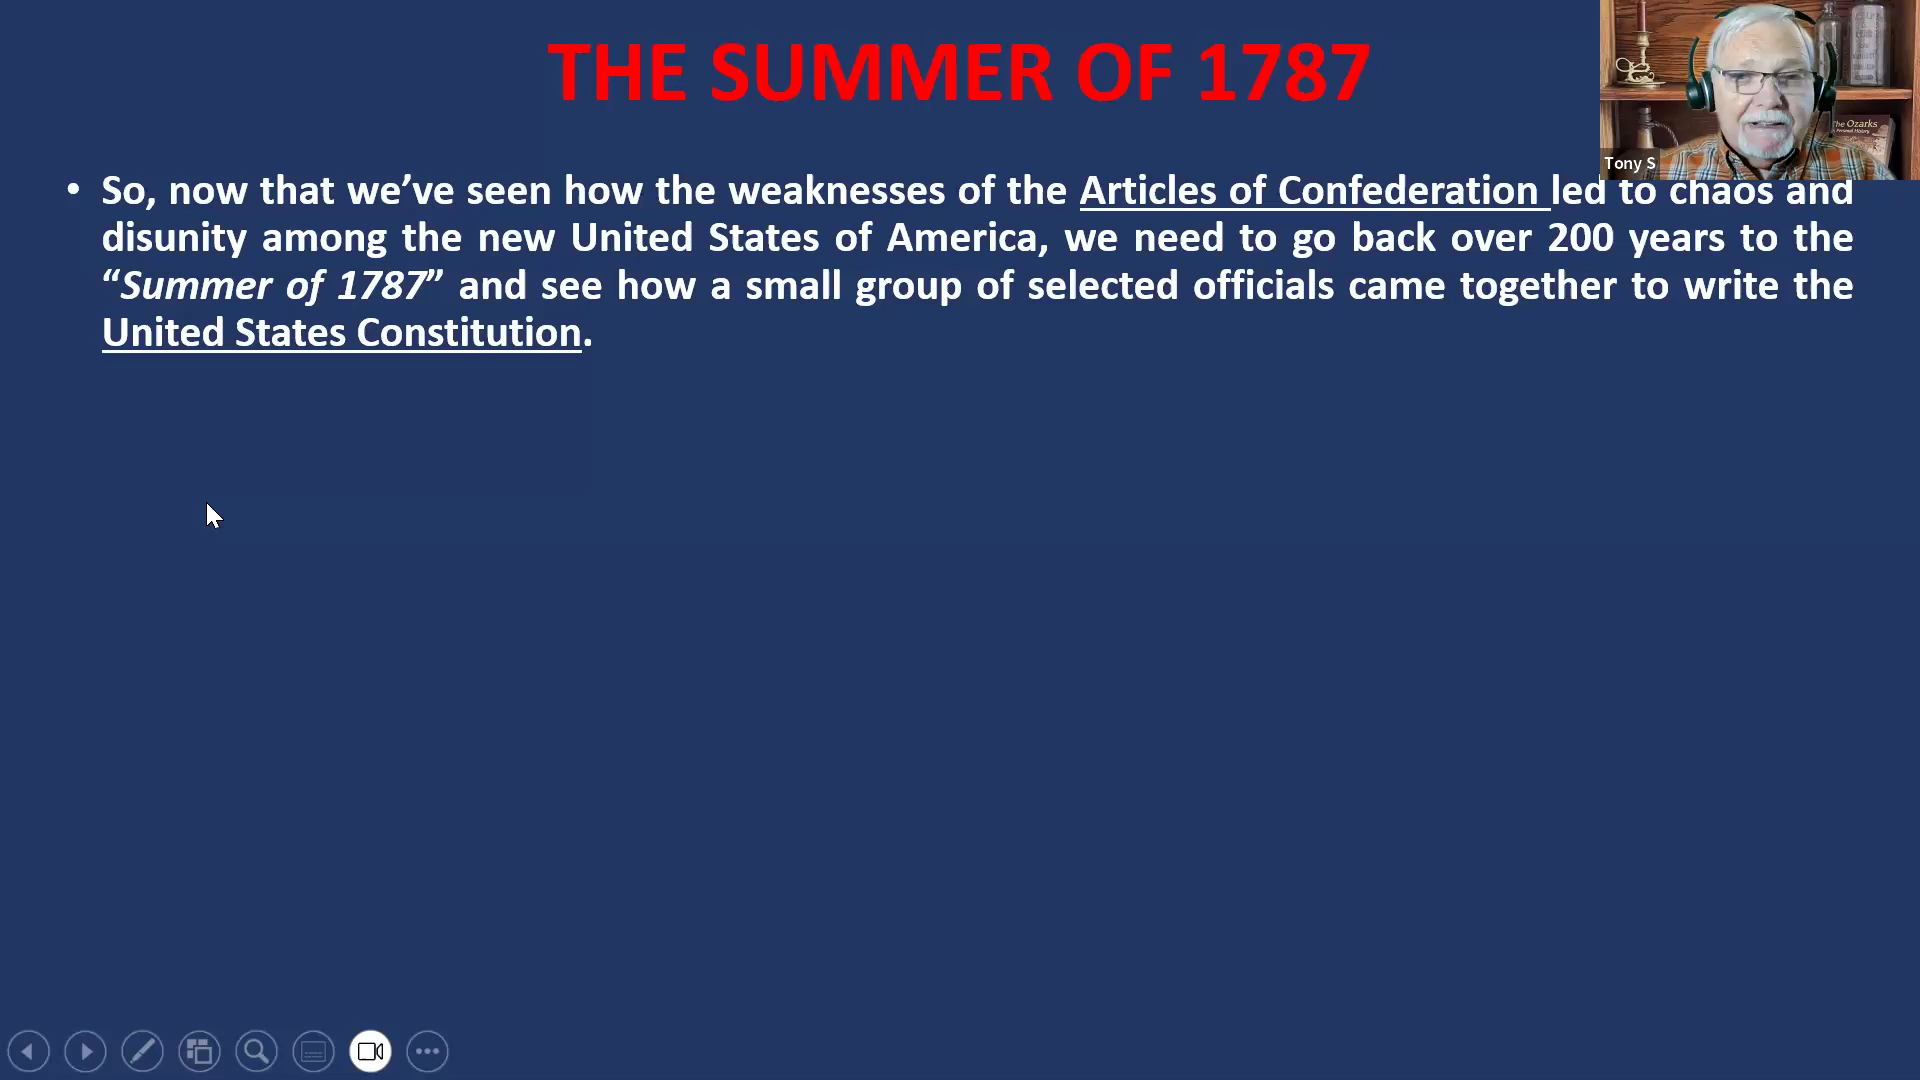 THE SUMMER OF 1787
• So, now that we’ve seen how the weaknesses of the Articles of Confederation led to chaos and
disunity among the new United States of America, we need to go back over 200 years to the
“Summer of 1787” and see how a small group of selected officials came together to write the
United States Constitution.
The Ozarks
Tony S